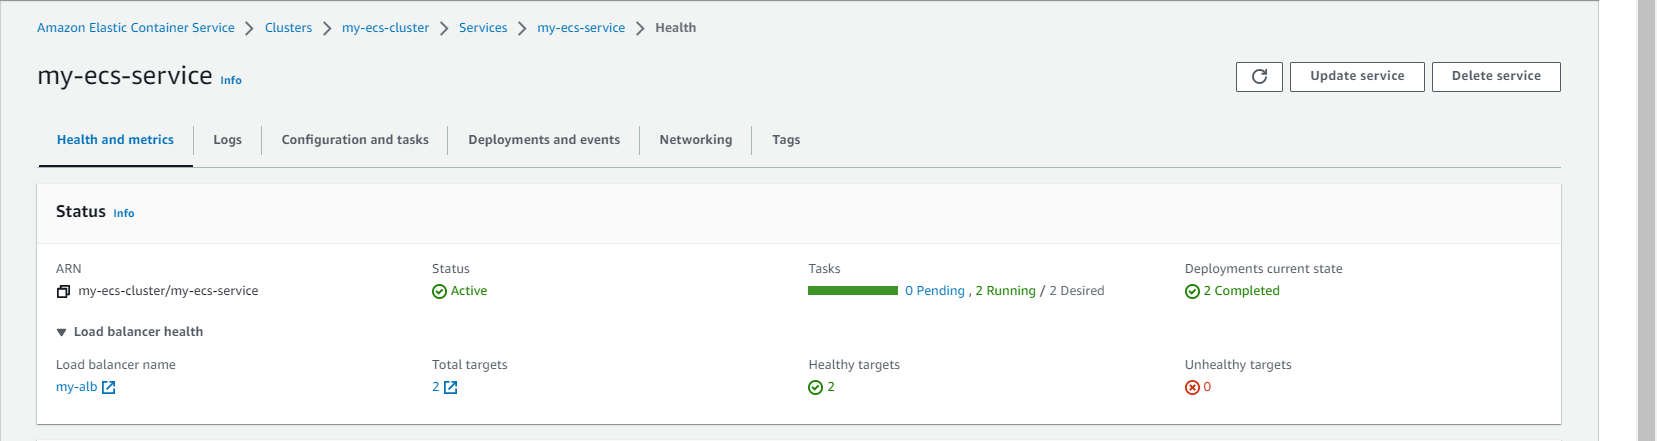 Amazon Elastic Container Service > Clusters > my-ecs-cluster > Services > my-ecs-service > Health
my-ecs-service Info
Update service Delete service
Health and metrics Logs Configuration and tasks Deployments and events Networking Tags
Status Info
ARN Status Tasks Deployments current state
my-ecs-cluster/my-ecs-service Active 0 Pending , 2 Running / 2 Desired 2 Completed
Load balancer health
Load balancer name Total targets Healthy targets Unhealthy targets
my-alb 2 2 0